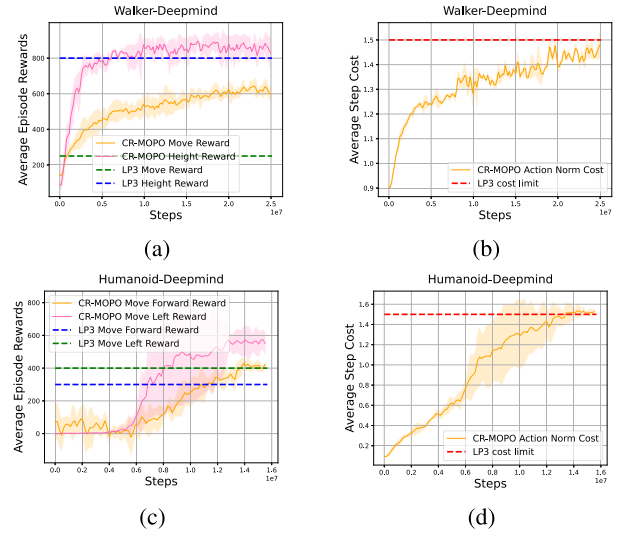 Walker-Deepmind
Average Episode Rewards
800
600
400
200
CR-MOPO Move Reward
CR-MOPO Height Reward
LP3 Move Reward
LP3 Height Reward
0.0 0.5 1.0 1.5 2.0 2.5
Steps 1e7
(a)
Walker-Deepmind
Average Step Cost
1.5
1.4
1.3
1.2
1.1
1.0
0.9
CR-MOPO Action Norm Cost
LP3 cost limit
0.0 0.5 1.0 1.5 2.0 2.5
Steps 1e7
(b)
Humanoid-Deepmind
Average Episode Rewards
800
600
400
200
0
CR-MOPO Move Forward Reward
CR-MOPO Move Left Reward
LP3 Move Forward Reward
LP3 Move Left Reward
0.0 0.2 0.4 0.6 0.8 1.0 1.2 1.4 1.6
Steps 1e7
(c)
Humanoid-Deepmind
Average Step Cost
1.6
1.4
1.2
1.0
0.8
0.6
0.4
0.2
CR-MOPO Action Norm Cost
LP3 cost limit
0.0 0.2 0.4 0.6 0.8 1.0 1.2 1.4 1.6
Steps 1e7
(d)